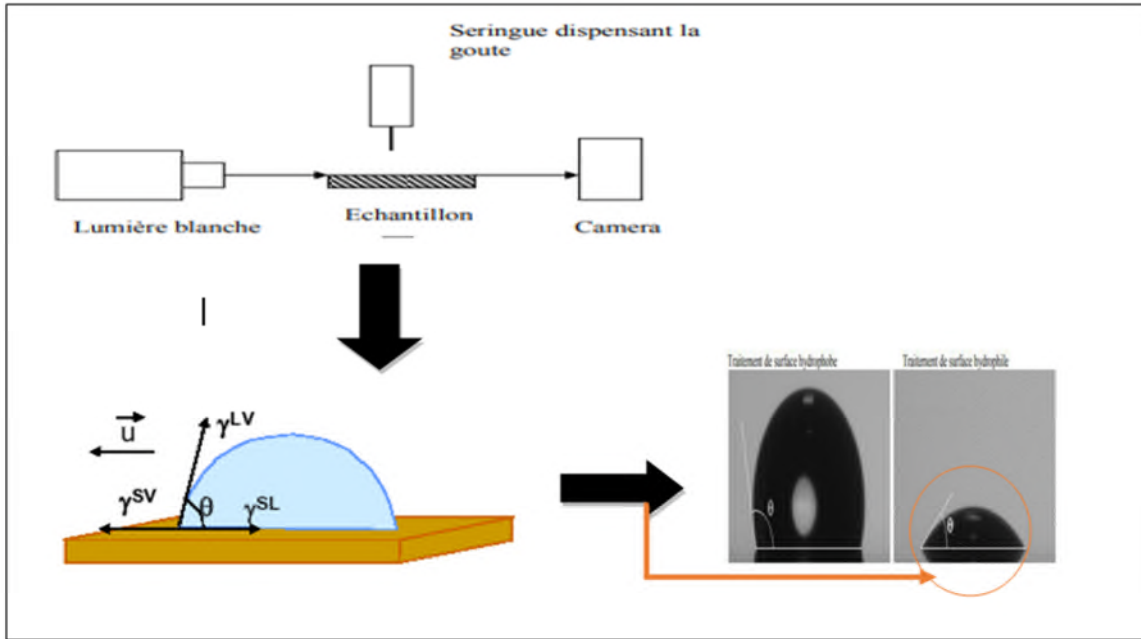 Seringue dispensant la
goute
Lumière blanche
Echantillon
Camera
Traitement de surface hydrophobe
Traitement de surface hydrophile
u
γLV
γSV
θ
γSL
θ
θ